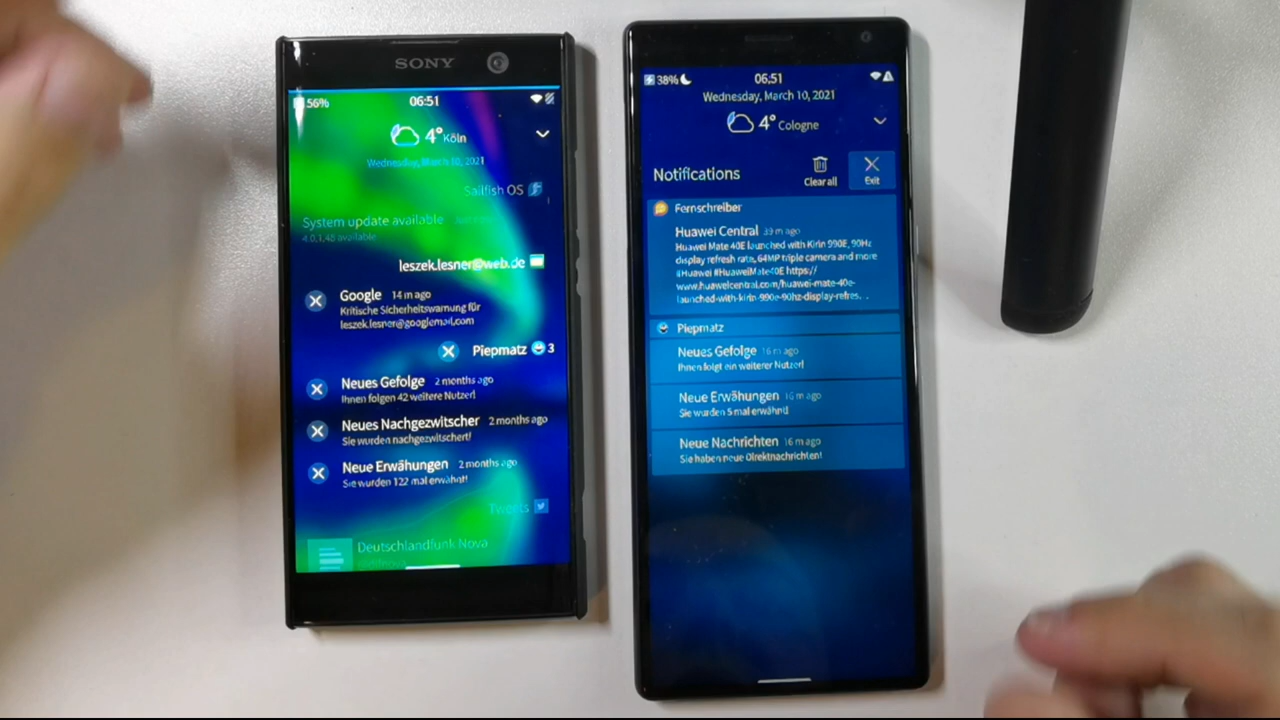 SONY
56%
06:51
4° Köln
Wednesday, March 10, 2021
Sailfish OS
System update available
4.0.1.48 available
leszek.lesner@web.de
Google 14 m ago
Kritische Sicherheitswarnung für
leszek.lesner@googlemail.com
Piepmatz 3
Neues Gefolge 2 months ago
Ihnen folgen 42 weitere Nutzer!
Neues Nachgezwitscher 2 months ago
Sie wurden nachgezwitschert!
Neue Erwähungen 2 months ago
Sie wurden 122 mal erwähnt!
Tweets
Deutschlandfunk Nova
38%
06:51
Wednesday, March 10, 2021
4° Cologne
Notifications
Clear all
Exit
Fernschreiber
Huawei Central 39 m ago
Huawei Mate 40E launched with Kirin 990E, 90Hz
display refresh rate, 64MP triple camera and more
#Huawei #HuaweiMate40E https://
www.huaweicentral.com/huawei-mate-40e-
launched-with-kirin-990e-90hz-display-refres...
Piepmatz
Neues Gefolge 16 m ago
Ihnen folgt ein weiterer Nutzer!
Neue Erwähungen 16 m ago
Sie wurden 5 mal erwähnt!
Neue Nachrichten 16 m ago
Sie haben neue Direktnachrichten!